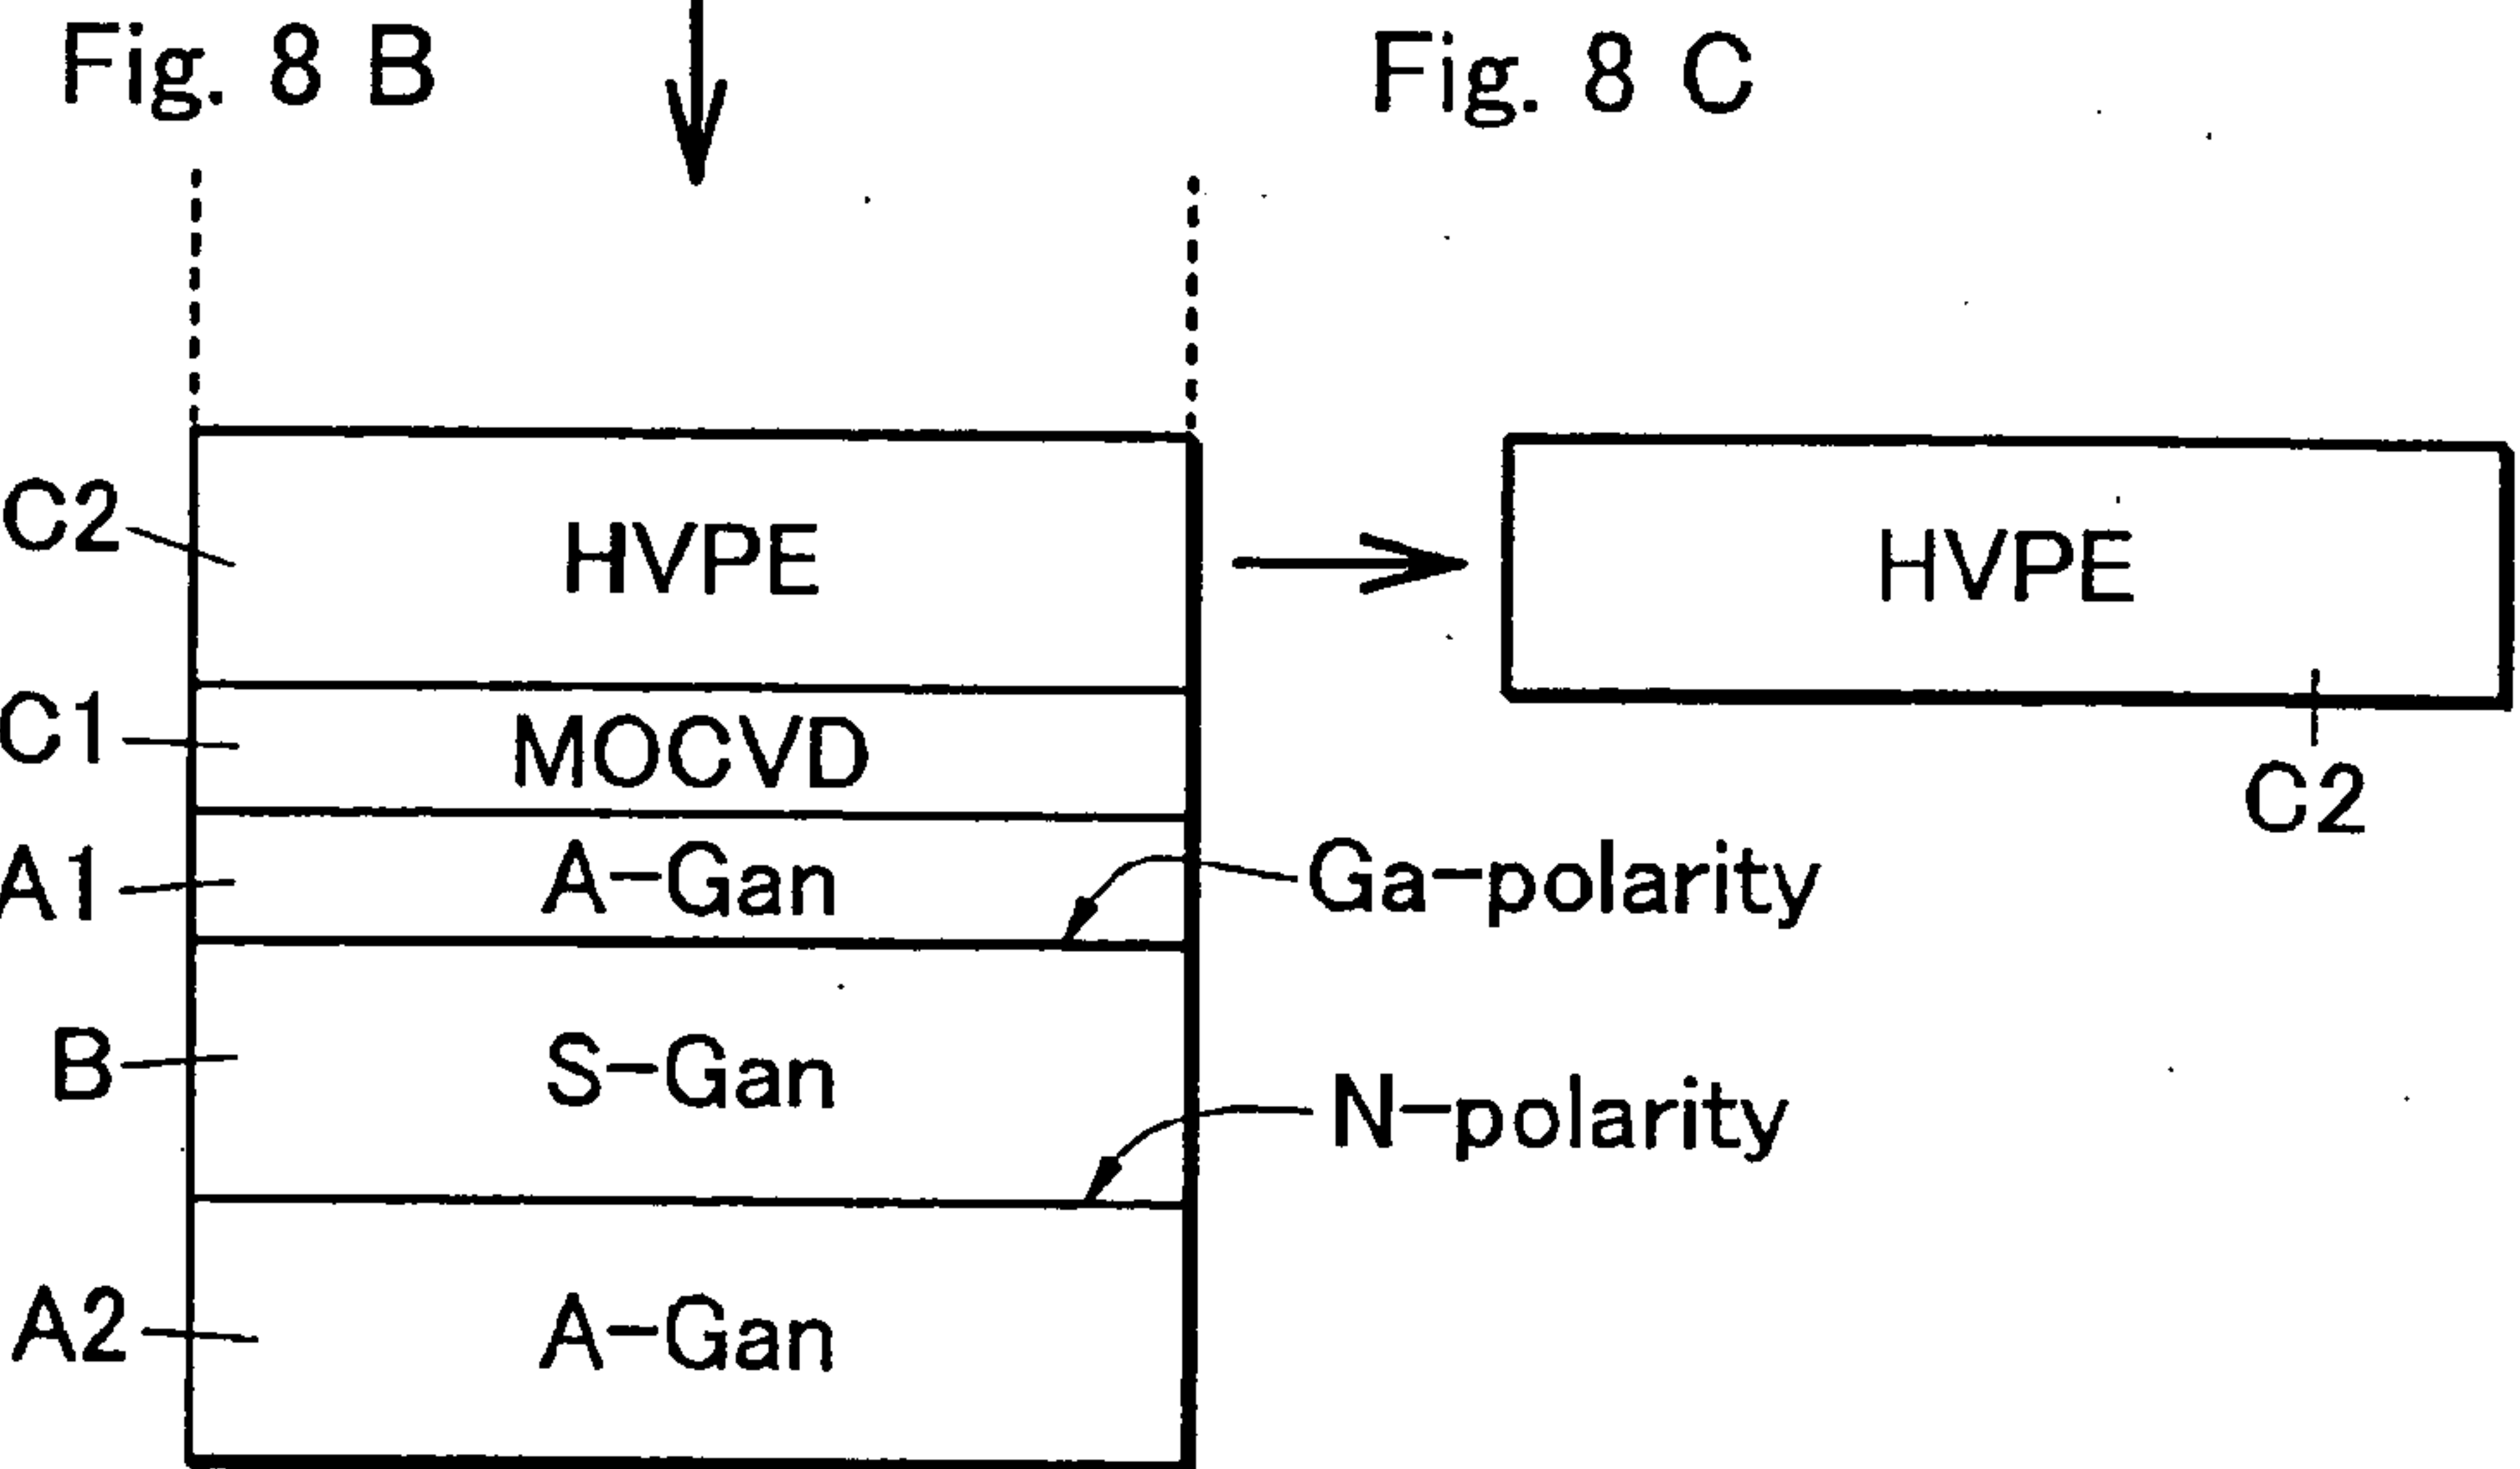 Fig. 8 B
Fig. 8 C
C2
HVPE
HVPE
C1
MOCVD
C2
A1
A-Gan
Ga-polarity
B
S-Gan
N-polarity
A2
A-Gan